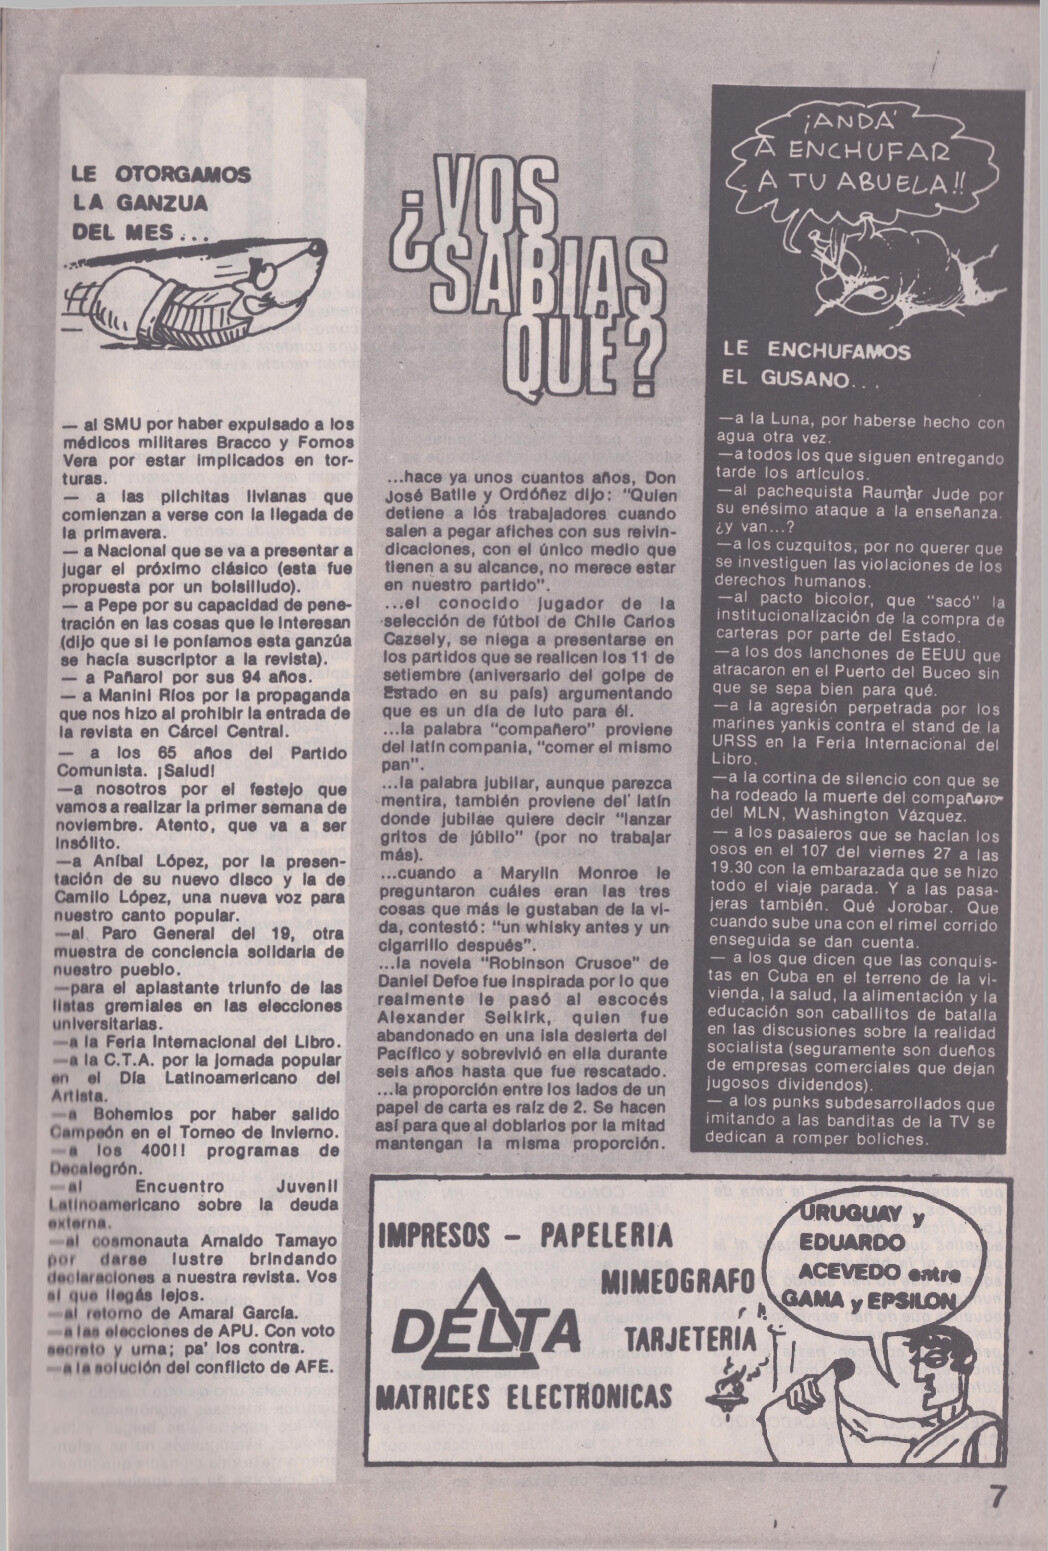 LE OTORGAMOS
LA GANZUA
DEL MES...
— al SMU por haber expulsado a los
médicos militares Bracco y Fornos
Vera por estar implicados en tor-
turas.
— a las pilchitas livianas que
comienzan a verse con la llegada de
la primavera.
— a Nacional que se va a presentar a
jugar el próximo clásico (esta fue
propuesta por un bolsilludo).
— a Pepe por su capacidad de pene-
tración en las cosas que le interesan
(dijo que si le poníamos esta ganzúa
se hacía suscriptor a la revista).
— a Pañarol por sus 94 años.
— a Manini Ríos por la propaganda
que nos hizo al prohibir la entrada de
la revista en Cárcel Central.
— a los 65 años del Partido
Comunista. ¡Salud!
—a nosotros por el festejo que
vamos a realizar la primer semana de
noviembre. Atento, que va a ser
insólito.
—a Aníbal López, por la presen-
tación de su nuevo disco y la de
Camilo López, una nueva voz para
nuestro canto popular.
—al Paro General del 19, otra
muestra de conciencia solidaria de
nuestro pueblo.
—para el aplastante triunfo de las
listas gremiales en las elecciones
universitarias.
—a la Feria Internacional del Libro.
—a la C.T.A. por la jornada popular
en el Día Latinoamericano del
Artista.
—a Bohemios por haber salido
Campeón en el Torneo de Invierno.
—a los 400!! programas de
Decalegrón.
—al Encuentro Juvenil
Latinoamericano sobre la deuda
externa.
—al cosmonauta Arnaldo Tamayo
por darse lustre brindando
declaraciones a nuestra revista. Vos
sí que llegás lejos.
—al retorno de Amaral García.
—a las elecciones de APU. Con voto
secreto y urna; pa' los contra.
—a la solución del conflicto de AFE.
¿VOS
SABIAS
QUE?
...hace ya unos cuantos años, Don
José Batlle y Ordóñez dijo: "Quien
detiene a los trabajadores cuando
salen a pegar afiches con sus reivin-
dicaciones, con el único medio que
tienen a su alcance, no merece estar
en nuestro partido".
...el conocido jugador de la
selección de fútbol de Chile Carlos
Cazsely, se niega a presentarse en
los partidos que se realicen los 11 de
setiembre (aniversario del golpe de
Estado en su país) argumentando
que es un día de luto para él.
...la palabra "compañero" proviene
del latín compania, "comer el mismo
pan".
...la palabra jubilar, aunque parezca
mentira, también proviene del latín
donde jubilae quiere decir "lanzar
gritos de júbilo" (por no trabajar
más).
...cuando a Marylin Monroe le
preguntaron cuáles eran las tres
cosas que más le gustaban de la vi-
da, contestó: "un whisky antes y un
cigarrillo después".
...la novela "Robinson Crusoe" de
Daniel Defoe fue inspirada por lo que
realmente le pasó al escocés
Alexander Selkirk, quien fue
abandonado en una isla desierta del
Pacífico y sobrevivió en ella durante
seis años hasta que fue rescatado.
...la proporción entre los lados de un
papel de carta es raíz de 2. Se hacen
así para que al doblarlos por la mitad
mantengan la misma proporción.
¡ANDA'
A ENCHUFAR
A TU ABUELA!!
LE ENCHUFAMOS
EL GUSANO...
—a la Luna, por haberse hecho con
agua otra vez.
—a todos los que siguen entregando
tarde los artículos.
—al pachequista Raumar Jude por
su enésimo ataque a la enseñanza.
¿y van...?
—a los cuzquitos, por no querer que
se investiguen las violaciones de los
derechos humanos.
—al pacto bicolor, que "sacó" la
institucionalización de la compra de
carteras por parte del Estado.
—a los dos lanchones de EEUU que
atracaron en el Puerto del Buceo sin
que se sepa bien para qué.
—a la agresión perpetrada por los
marines yankis contra el stand de la
URSS en la Feria Internacional del
Libro.
—a la cortina de silencio con que se
ha rodeado la muerte del compañero
del MLN, Washington Vázquez.
— a los pasajeros que se hacían los
osos en el 107 del viernes 27 a las
19.30 con la embarazada que se hizo
todo el viaje parada. Y a las pasa-
jeras también. Qué Jorobar. Que
cuando sube una con el rimel corrido
enseguida se dan cuenta.
— a los que dicen que las conquis-
tas en Cuba en el terreno de la vi-
vienda, la salud, la alimentación y la
educación son caballitos de batalla
en las discusiones sobre la realidad
socialista (seguramente son dueños
de empresas comerciales que dejan
jugosos dividendos).
— a los punks subdesarrollados que
imitando a las banditas de la TV se
dedican a romper boliches.
IMPRESOS - PAPELERIA
MIMEOGRAFO
DELTA
TARJETERIA
MATRICES ELECTRONICAS
URUGUAY y
EDUARDO
ACEVEDO entre
GAMA y EPSILON
7